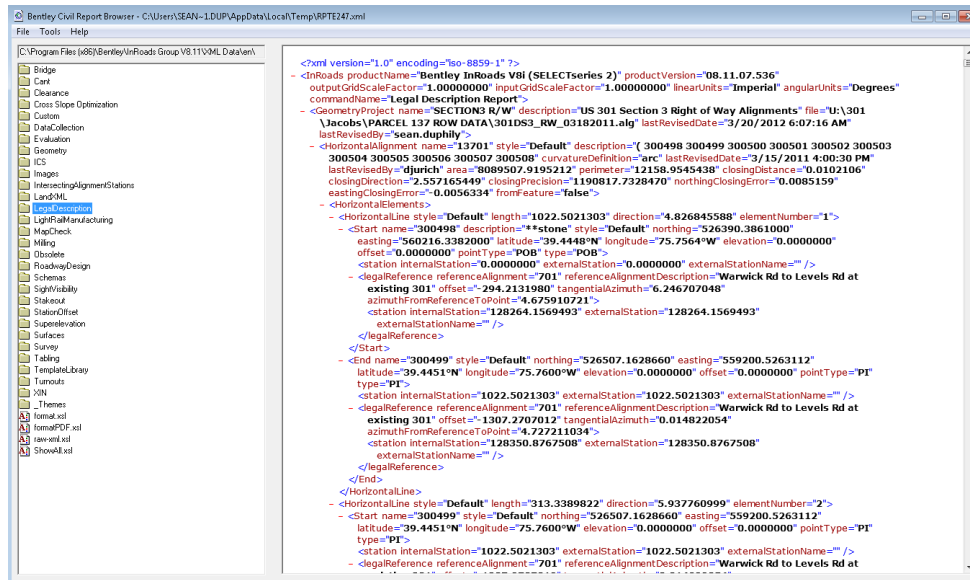 Bentley Civil Report Browser - C:\Users\SEAN~1.DUP\AppData\Local\Temp\RPTE247.xml
File Tools Help
C:\Program Files (x86)\Bentley\InRoads Group V8.11\XML Data\en\
Bridge
Cant
Clearance
Cross Slope Optimization
Custom
DataCollection
Evaluation
Geometry
ICS
Images
IntersectingAlignmentStations
LandXML
LegalDescription
LightRailManufacturing
MapCheck
Milling
Obsolete
RoadwayDesign
Schemas
SightVisibility
Stakeout
StationOffset
Superelevation
Surfaces
Survey
Tabling
TemplateLibrary
Turnouts
XIN
_Themes
format.xsl
formatPDF.xsl
raw-xml.xsl
ShowAll.xsl
<?xml version="1.0" encoding="iso-8859-1" ?>
- <InRoads productName="Bentley InRoads V8i (SELECTseries 2)" productVersion="08.11.07.536"
outputGridScaleFactor="1.00000000" inputGridScaleFactor="1.00000000" linearUnits="Imperial" angularUnits="Degrees"
commandName="Legal Description Report">
- <GeometryProject name="SECTION3 R/W" description="US 301 Section 3 Right of Way Alignments" file="U:\301
\Jacobs\PARCEL 137 ROW DATA\301DS3_RW_03182011.alg" lastRevisedDate="3/20/2012 6:07:16 AM"
lastRevisedBy="sean.duphily">
- <HorizontalAlignment name="13701" style="Default" description="( 300498 300499 300500 300501 300502 300503
300504 300505 300506 300507 300508" curvatureDefinition="arc" lastRevisedDate="3/15/2011 4:00:30 PM"
lastRevisedBy="djurich" area="8089507.9195212" perimeter="12158.9545438" closingDistance="0.0102106"
closingDirection="2.557165449" closingPrecision="1190817.7328470" northingClosingError="0.0085159"
eastingClosingError="-0.0056334" fromFeature="false">
- <HorizontalElements>
- <HorizontalLine style="Default" length="1022.5021303" direction="4.826845588" elementNumber="1">
- <Start name="300498" description="**stone" style="Default" northing="526390.3861000"
easting="560216.3382000" latitude="39.4448°N" longitude="75.7564°W" elevation="0.0000000"
offset="0.0000000" pointType="POB" type="POB">
<station internalStation="0.0000000" externalStation="0.0000000" externalStationName="" />
- <legalReference referenceAlignment="701" referenceAlignmentDescription="Warwick Rd to Levels Rd at
existing 301" offset="-294.2131980" tangentialAzimuth="6.246707048"
azimuthFromReferenceToPoint="4.675910721">
<station internalStation="128264.1569493" externalStation="128264.1569493"
externalStationName="" />
</legalReference>
</Start>
- <End name="300499" style="Default" northing="526507.1628660" easting="559200.5263112"
latitude="39.4451°N" longitude="75.7600°W" elevation="0.0000000" offset="0.0000000" pointType="PI"
type="PI">
<station internalStation="1022.5021303" externalStation="1022.5021303" externalStationName="" />
- <legalReference referenceAlignment="701" referenceAlignmentDescription="Warwick Rd to Levels Rd at
existing 301" offset="-1307.2707012" tangentialAzimuth="0.014822054"
azimuthFromReferenceToPoint="4.727211034">
<station internalStation="128350.8767508" externalStation="128350.8767508"
externalStationName="" />
</legalReference>
</End>
</HorizontalLine>
- <HorizontalLine style="Default" length="313.3389822" direction="5.937760999" elementNumber="2">
- <Start name="300499" style="Default" northing="526507.1628660" easting="559200.5263112"
latitude="39.4451°N" longitude="75.7600°W" elevation="0.0000000" offset="0.0000000" pointType="PI"
type="PI">
<station internalStation="1022.5021303" externalStation="1022.5021303" externalStationName="" />
- <legalReference referenceAlignment="701" referenceAlignmentDescription="Warwick Rd to Levels Rd at